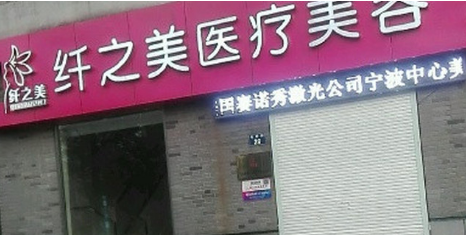 纤之美医疗美容
纤之美
国赛诺秀激光公司宁波中心美